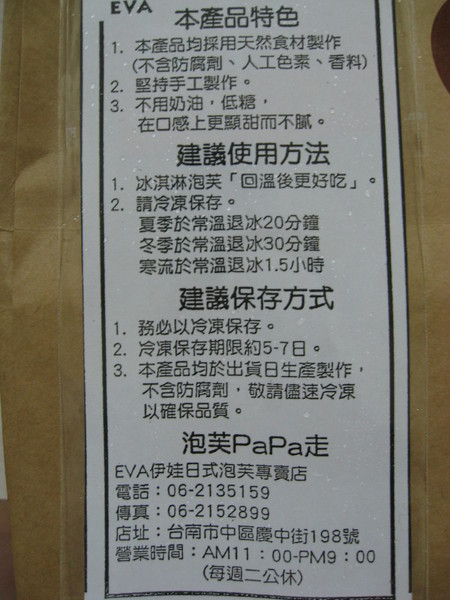 EVA
本產品特色
1. 本產品均採用天然食材製作
(不含防腐劑、人工色素、香料)
2. 堅持手工製作。
3. 不用奶油，低糖，
在口感上更顯甜而不膩。
建議使用方法
1. 冰淇淋泡芙「回溫後更好吃」。
2. 請冷凍保存。
夏季於常溫退冰20分鐘
冬季於常溫退冰30分鐘
寒流於常溫退冰1.5小時
建議保存方式
1. 務必以冷凍保存。
2. 冷凍保存期限約5-7日。
3. 本產品均於出貨日生產製作，
不含防腐劑，敬請儘速冷凍
以確保品質。
泡芙PaPa走
EVA伊娃日式泡芙專賣店
電話：06-2135159
傳真：06-2152899
店址：台南市中區慶中街198號
營業時間：AM11：00-PM9：00
(每週二公休)